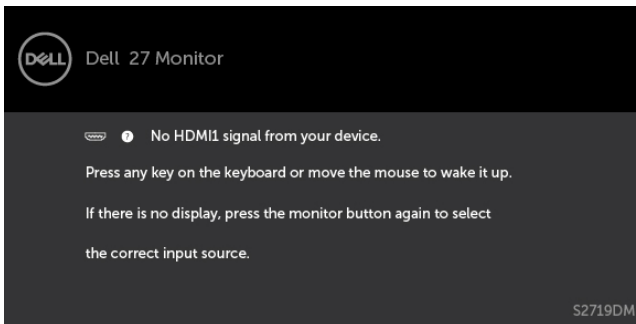 DELL
Dell 27 Monitor
? No HDMI1 signal from your device.
Press any key on the keyboard or move the mouse to wake it up.
If there is no display, press the monitor button again to select
the correct input source.
S2719DM